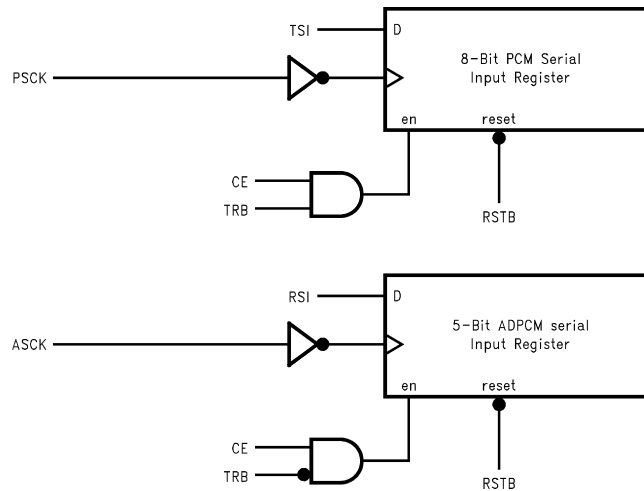 TSI
D
8-Bit PCM Serial
Input Register
PSCK
en
reset
CE
TRB
RSTB
RSI
D
5-Bit ADPCM serial
Input Register
ASCK
en
reset
CE
TRB
RSTB